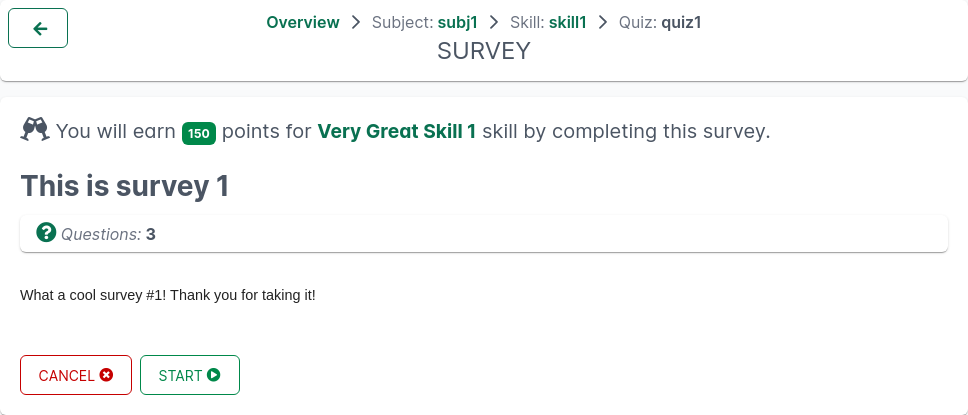 Overview > Subject: subj1 > Skill: skill1 > Quiz: quiz1
SURVEY
You will earn 150 points for Very Great Skill 1 skill by completing this survey.
This is survey 1
Questions: 3
What a cool survey #1! Thank you for taking it!
CANCEL START